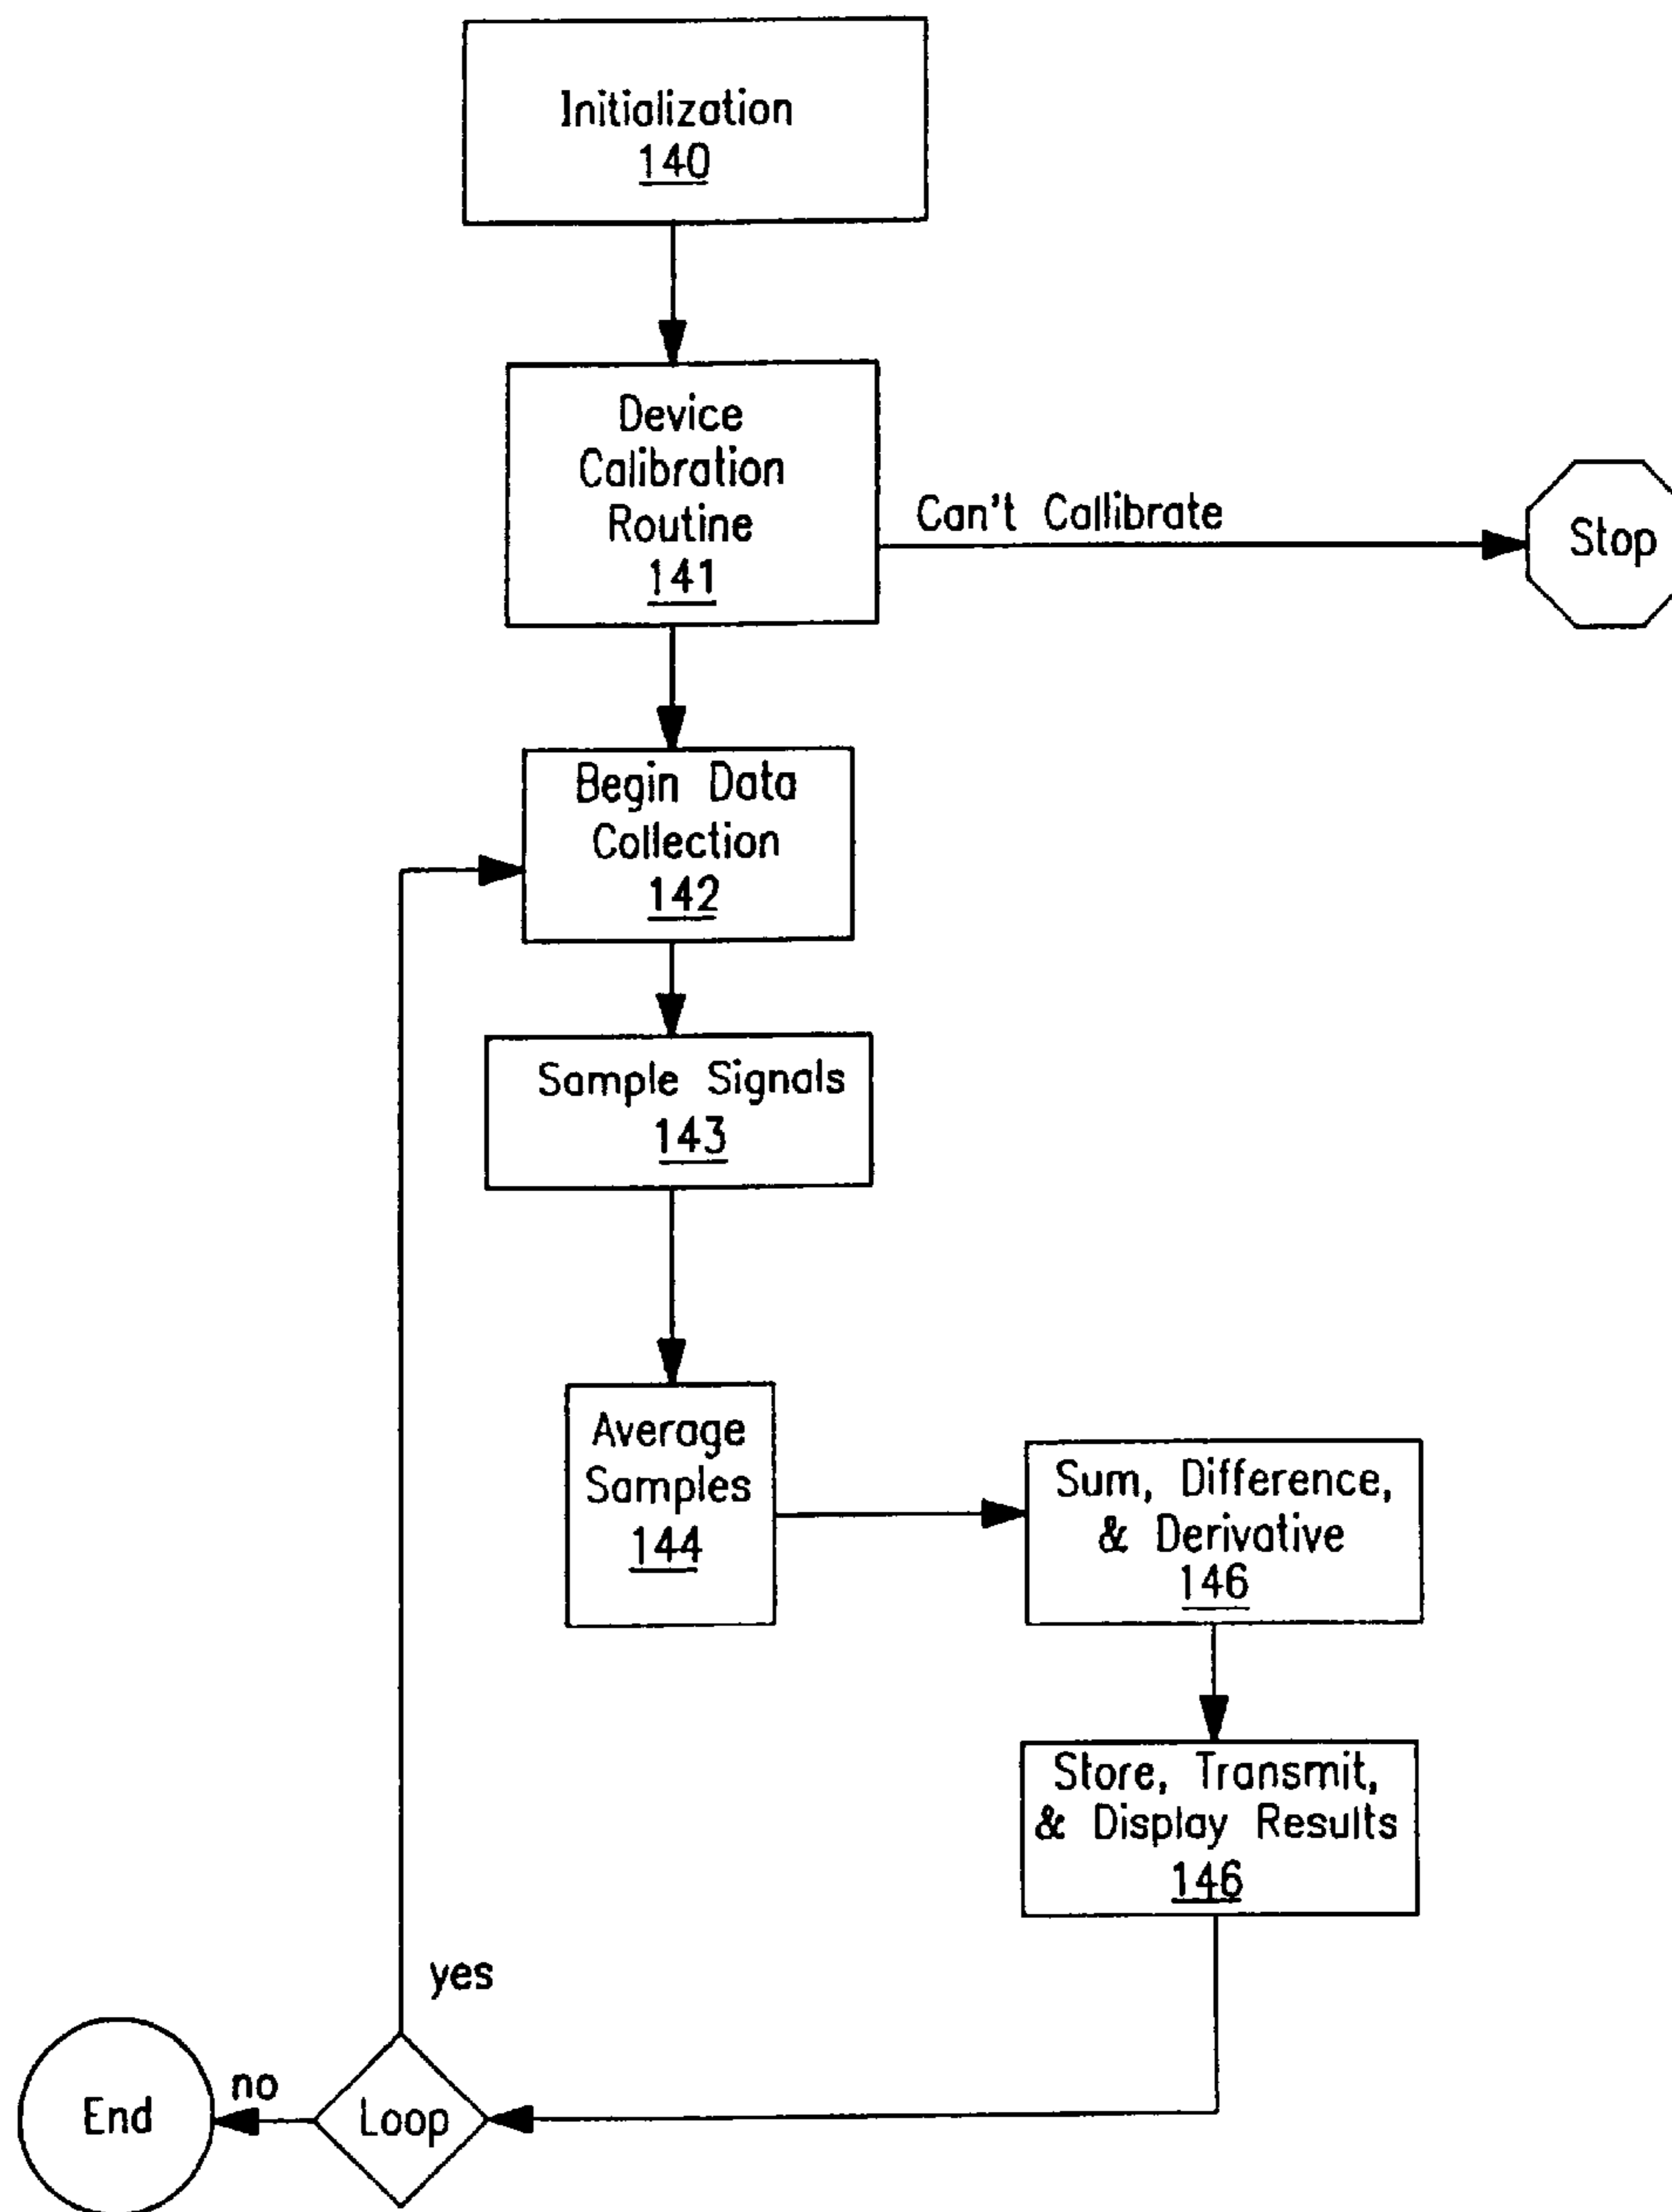 Initialization
140
Device
Calibration
Routine
141
Can't Callibrate
Stop
Begin Data
Collection
142
Sample Signals
143
Average
Samples
144
Sum, Difference,
& Derivative
146
Store, Transmit,
& Display Results
146
yes
no
End
Loop